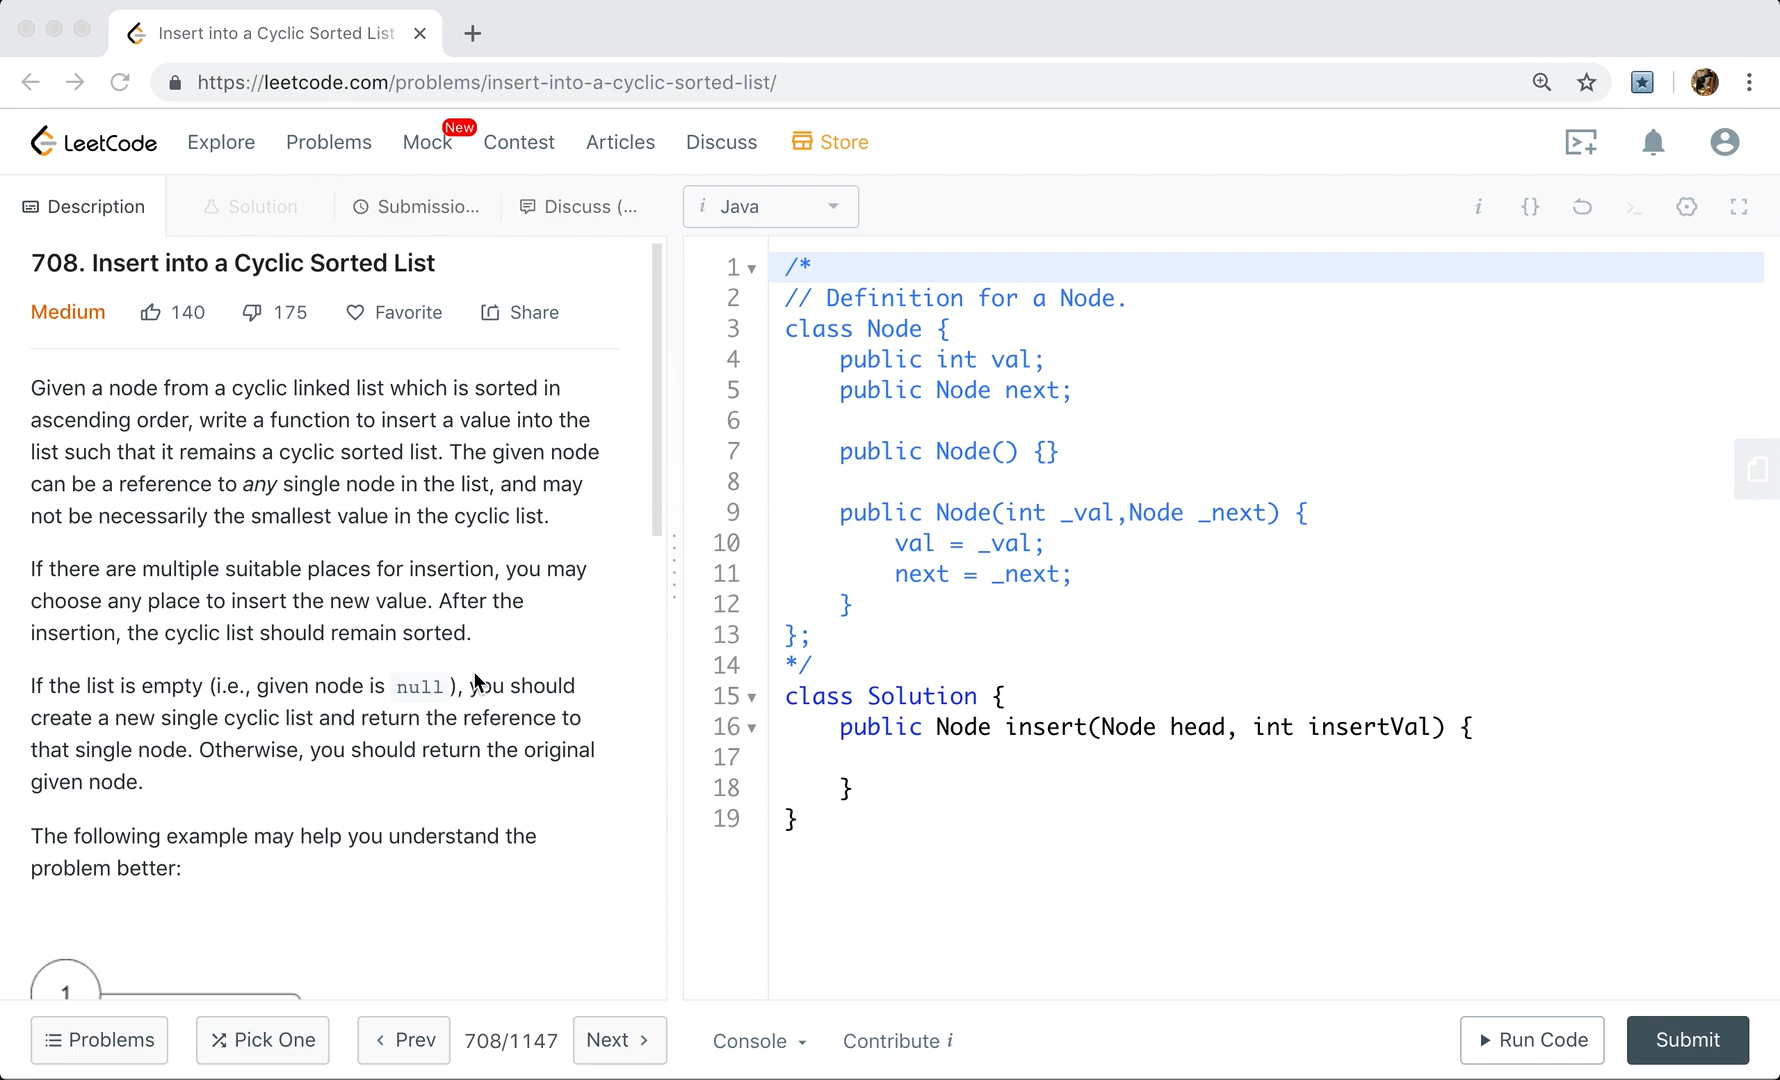 Insert into a Cyclic Sorted List
https://leetcode.com/problems/insert-into-a-cyclic-sorted-list/
LeetCode Explore Problems Mock New Contest Articles Discuss Store
Description Solution Submissio... Discuss (...
i Java
708. Insert into a Cyclic Sorted List
Medium 140 175 Favorite Share
Given a node from a cyclic linked list which is sorted in
ascending order, write a function to insert a value into the
list such that it remains a cyclic sorted list. The given node
can be a reference to any single node in the list, and may
not be necessarily the smallest value in the cyclic list.
If there are multiple suitable places for insertion, you may
choose any place to insert the new value. After the
insertion, the cyclic list should remain sorted.
If the list is empty (i.e., given node is null), you should
create a new single cyclic list and return the reference to
that single node. Otherwise, you should return the original
given node.
The following example may help you understand the
problem better:
1
1 /*
2 // Definition for a Node.
3 class Node {
4 public int val;
5 public Node next;
6
7 public Node() {}
8
9 public Node(int _val,Node _next) {
10 val = _val;
11 next = _next;
12 }
13 };
14 */
15 class Solution {
16 public Node insert(Node head, int insertVal) {
17
18 }
19 }
Problems Pick One < Prev 708/1147 Next > Console Contribute i Run Code Submit